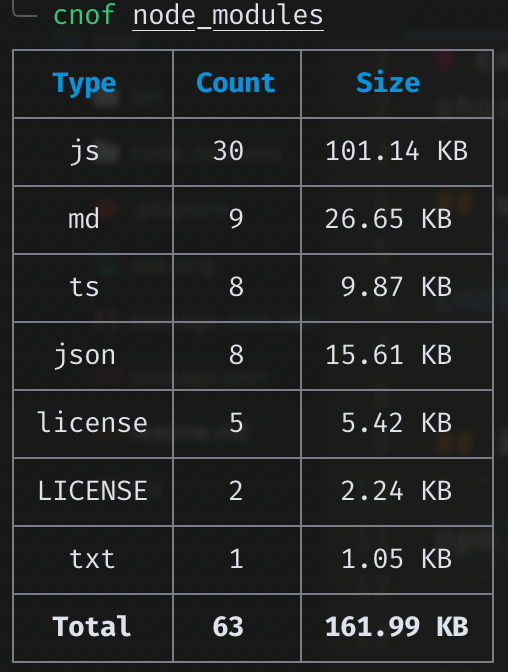 cnof node_modules
Type Count Size
js 30 101.14 KB
md 9 26.65 KB
ts 8 9.87 KB
json 8 15.61 KB
license 5 5.42 KB
LICENSE 2 2.24 KB
txt 1 1.05 KB
Total 63 161.99 KB